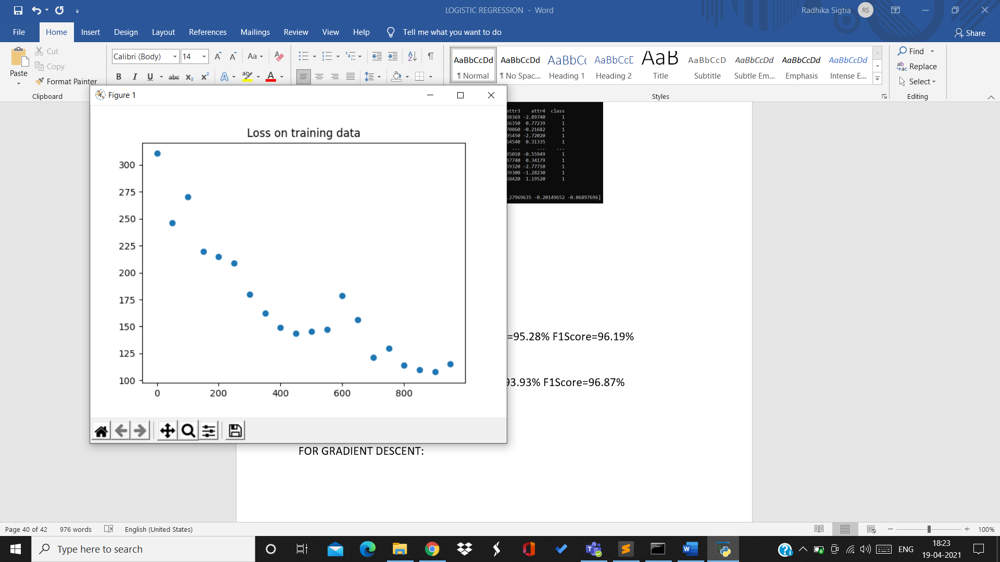 LOGISTIC REGRESSION - Word
Radhika Sigtia
RS
File
Home
Insert
Design
Layout
References
Mailings
Review
View
Help
Tell me what you want to do
Share
Paste
Cut
Copy
Format Painter
Clipboard
Calibri (Body)
14
Aa
B I U abc x₂ x² A ab A
AaBbCcDd
¶ Normal
AaBbCcDd
¶ No Spac...
AaBbCc
Heading 1
AaBbCcD
Heading 2
AaB
Title
AaBbCcD
Subtitle
AaBbCcDd
Subtle Em...
AaBbCcDd
Emphasis
AaBbCcDd
Intense E...
Styles
Find
Replace
Select
Editing
Figure 1
Loss on training data
300
275
250
225
200
175
150
125
100
0 200 400 600 800
attr3 attr4 class
88369 -2.89740 1
26350 0.77239 1
70860 -0.21682 1
05450 -2.72020 1
54540 0.31335 1
... ... ...
45010 -0.55949 1
47740 0.34179 1
59320 -2.77710 1
39300 -1.28230 1
58420 1.19520 1
.27969635 -0.20149652 -0.06897696]
=95.28% F1Score=96.19%
93.93% F1Score=96.87%
FOR GRADIENT DESCENT:
Page 40 of 42
976 words
English (United States)
100%
Type here to search
ENG
18:23
19-04-2021